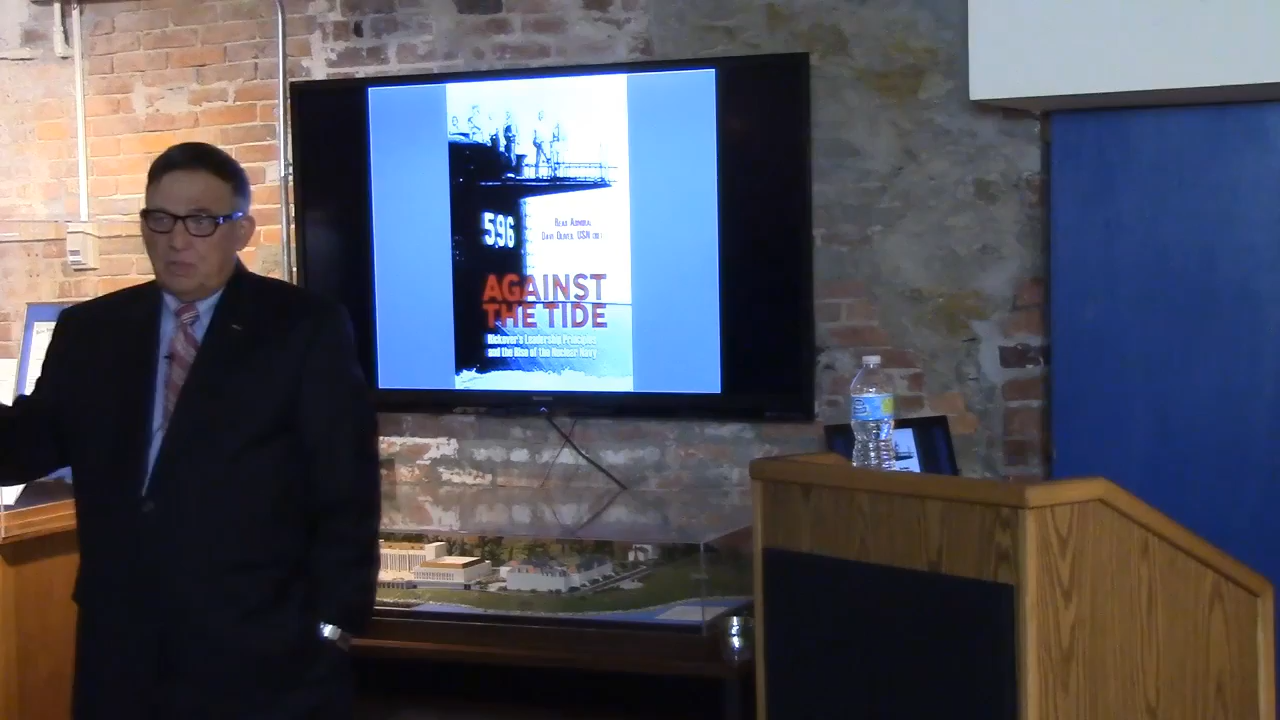 596
Rear Admiral
Dave Oliver, USN (Ret.)
AGAINST
THE TIDE
Rickover's Leadership Principles
and the Rise of the Nuclear Navy